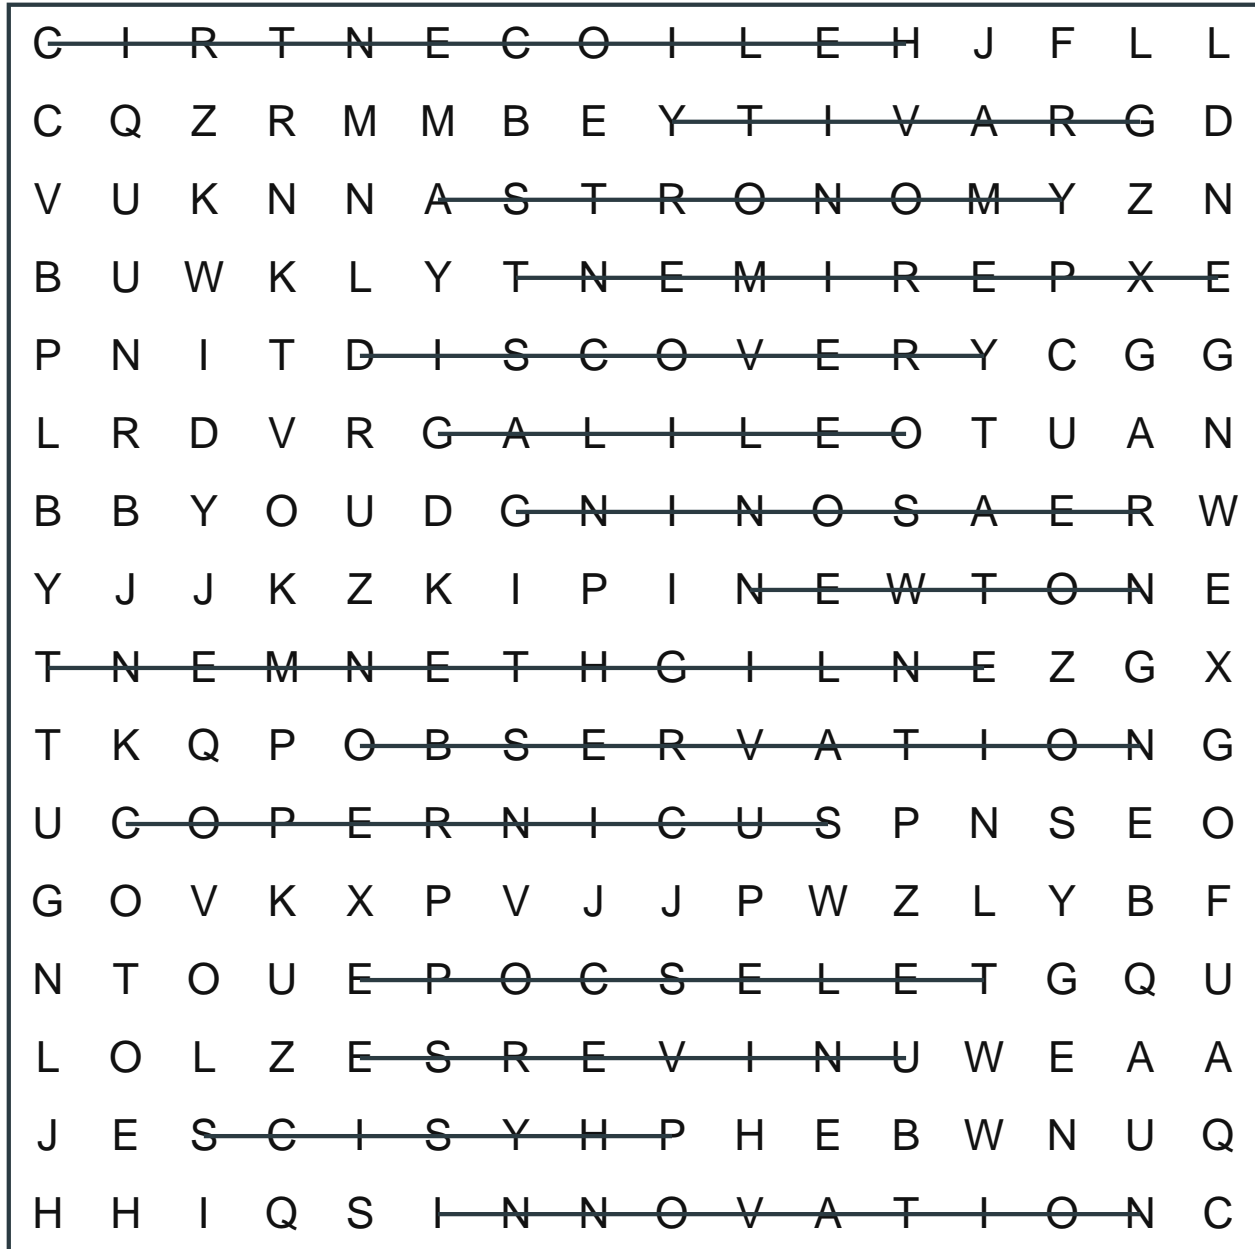 C I R T N E C O I L E H J F L L
C Q Z R M M B E Y T I V A R G D
V U K N N A S T R O N O M Y Z N
B U W K L Y T N E M I R E P X E
P N I T D I S C O V E R Y C G G
L R D V R G A L I L E O T U A N
B B Y O U D G N I N O S A E R W
Y J J K Z K I P I N E W T O N E
T N E M N E T H G I L N E Z G X
T K Q P O B S E R V A T I O N G
U C O P E R N I C U S P N S E O
G O V K X P V J J P W Z L Y B F
N T O U E P O C S E L E T G Q U
L O L Z E S R E V I N U W E A A
J E S C I S Y H P H E B W N U Q
H H I Q S I N N O V A T I O N C